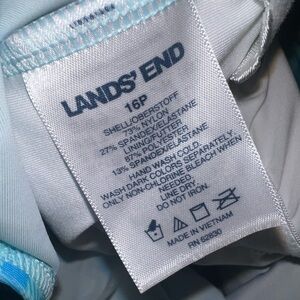 LANDS' END
16P
SHELL/OBERSTOFF
73% NYLON
27% SPANDEX/ELASTANE
LINING/FUTTER
87% POLYESTER
13% SPANDEX/ELASTANE
HAND WASH COLD.
WASH DARK COLORS SEPARATELY.
ONLY NON-CHLORINE BLEACH WHEN
NEEDED.
LINE DRY.
DO NOT IRON.
MADE IN VIETNAM
RN 62830